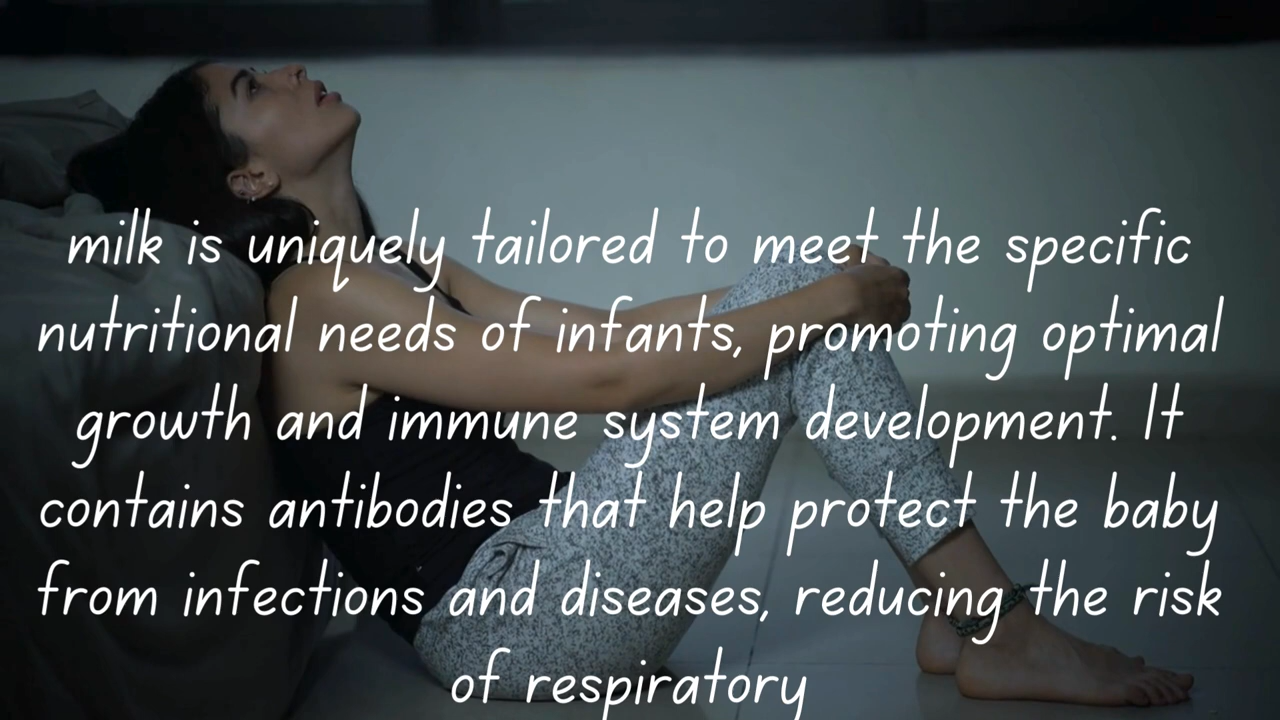 milk is uniquely tailored to meet the specific
nutritional needs of infants, promoting optimal
growth and immune system development. It
contains antibodies that help protect the baby
from infections and diseases, reducing the risk
of respiratory